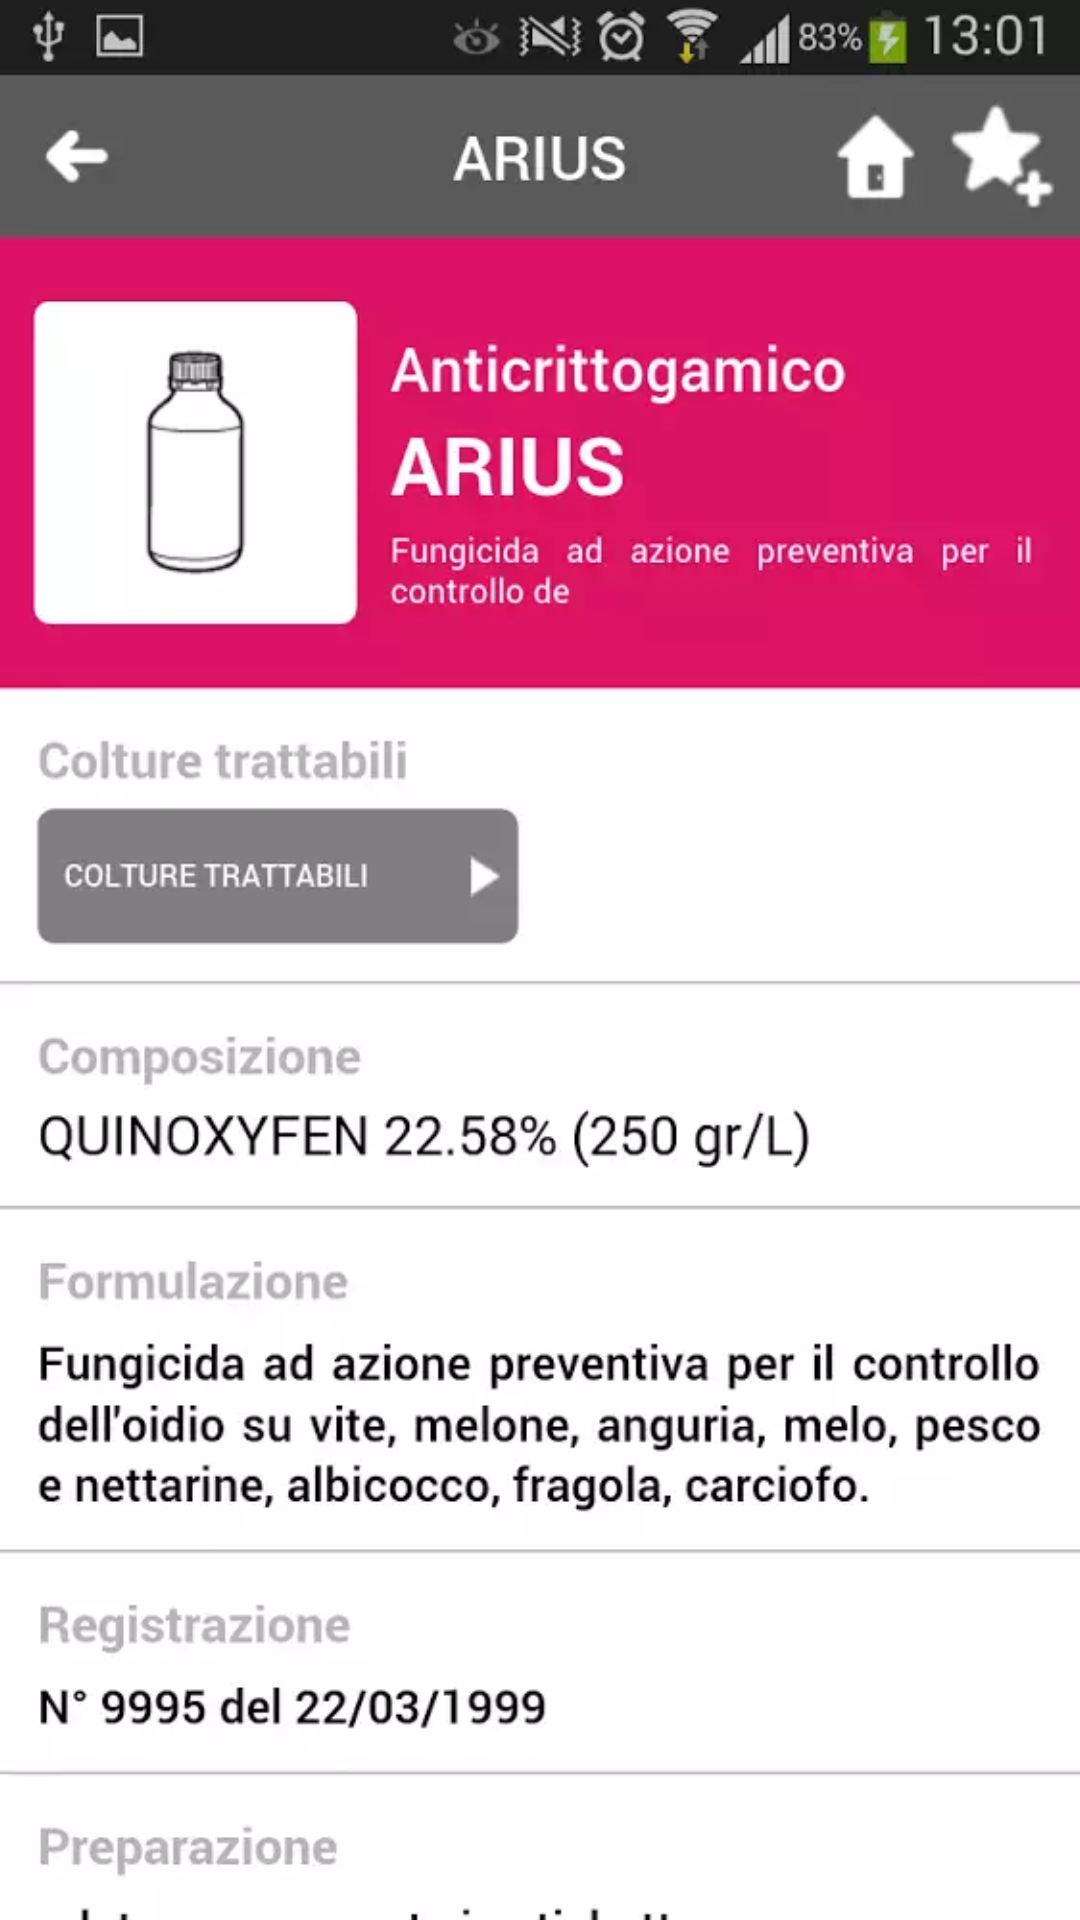 83% 13:01
ARIUS
Anticrittogamico
ARIUS
Fungicida ad azione preventiva per il
controllo de
Colture trattabili
COLTURE TRATTABILI
Composizione
QUINOXYFEN 22.58% (250 gr/L)
Formulazione
Fungicida ad azione preventiva per il controllo
dell'oidio su vite, melone, anguria, melo, pesco
e nettarine, albicocco, fragola, carciofo.
Registrazione
N° 9995 del 22/03/1999
Preparazione